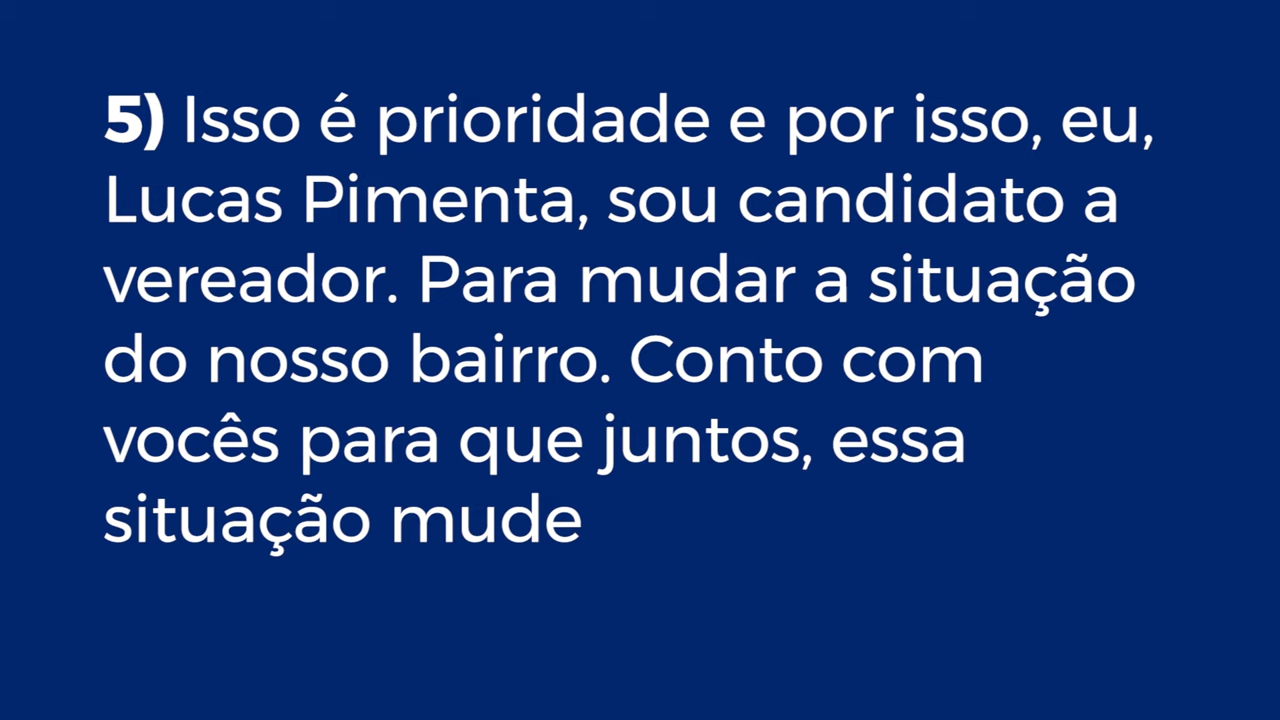 5) Isso é prioridade e por isso, eu,
Lucas Pimenta, sou candidato a
vereador. Para mudar a situação
do nosso bairro. Conto com
vocês para que juntos, essa
situação mude